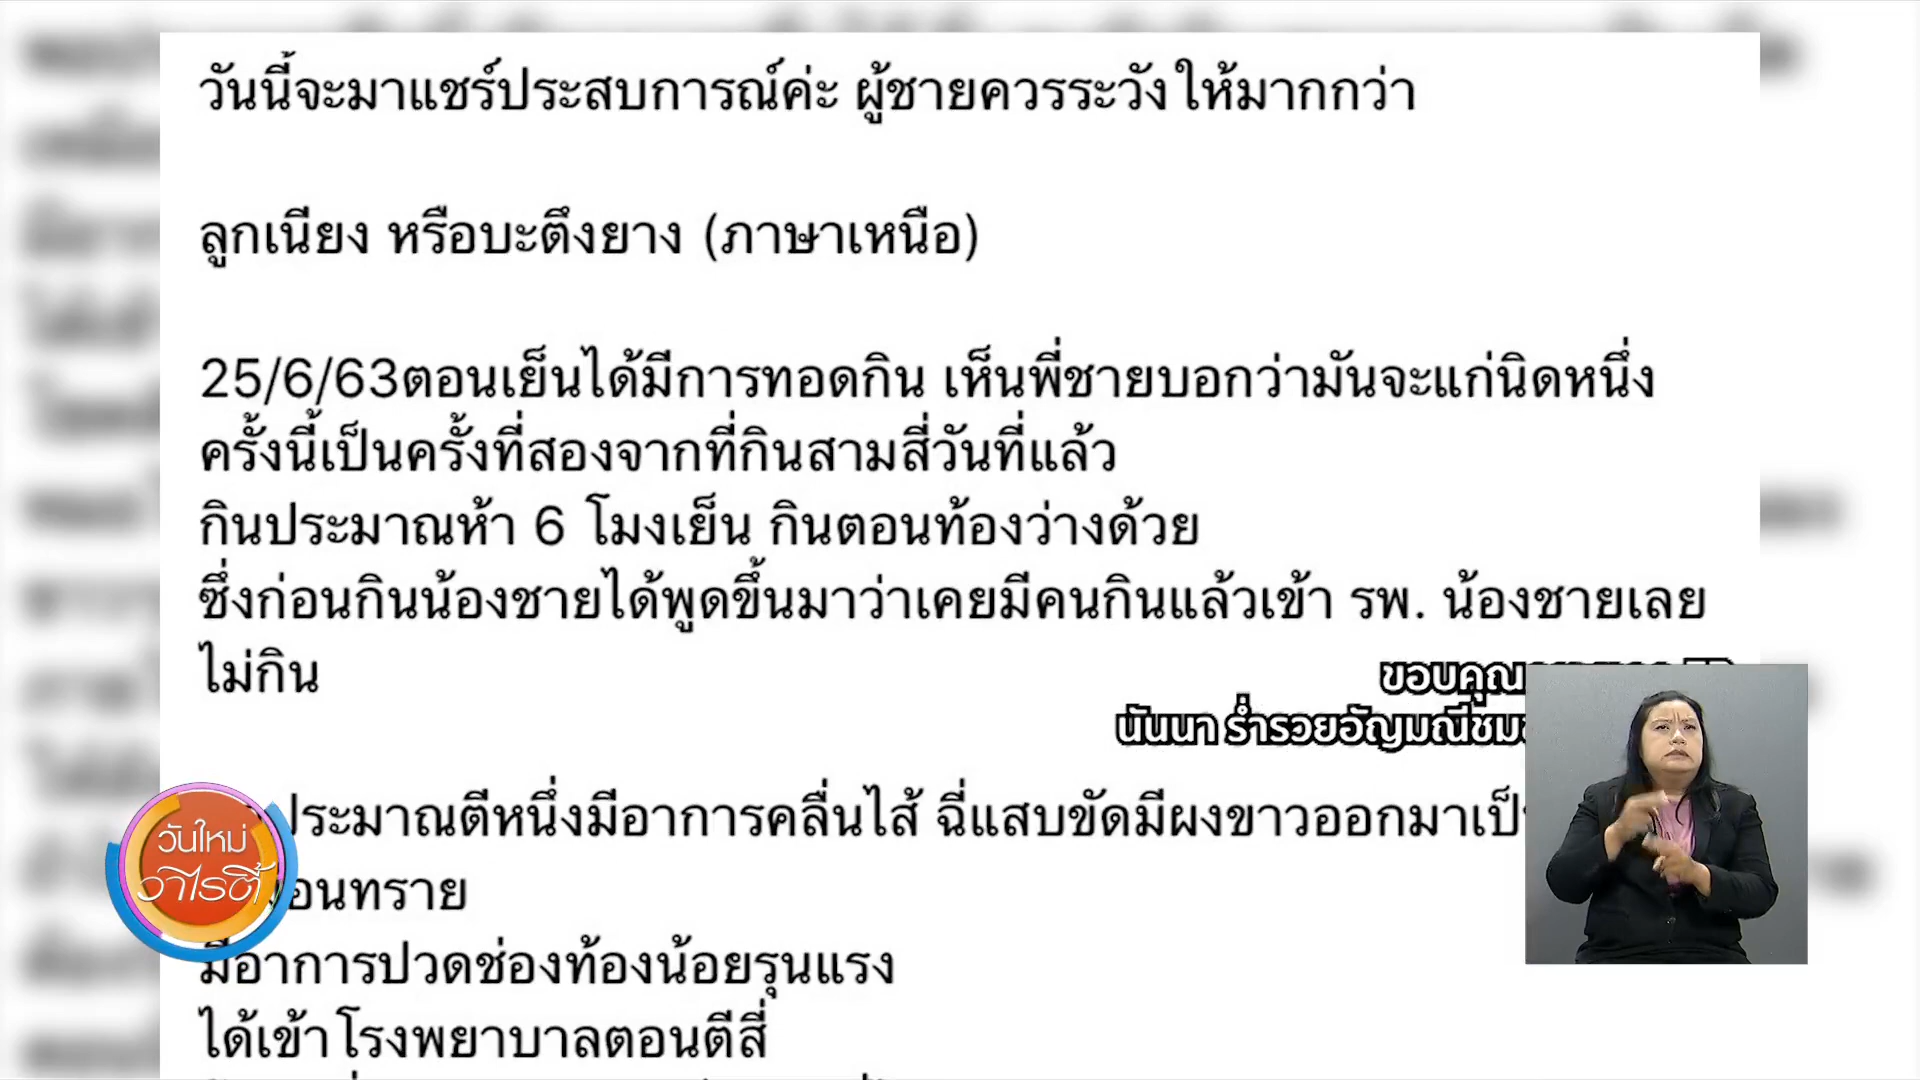 วันนี้จะมาแชร์ประสบการณ์ค่ะ ผู้ชายควรระวังให้มากกว่า
ลูกเนียง หรือบะตึงยาง (ภาษาเหนือ)
25/6/63ตอนเย็นได้มีการทอดกิน เห็นพี่ชายบอกว่ามันจะแก่นิดหนึ่ง
ครั้งนี้เป็นครั้งที่สองจากที่กินสามสี่วันที่แล้ว
กินประมาณห้า 6 โมงเย็น กินตอนท้องว่างด้วย
ซึ่งก่อนกินน้องชายได้พูดขึ้นมาว่าเคยมีคนกินแล้วเข้า รพ. น้องชายเลย
ไม่กิน
ขอบคุณ
นันนา ร่ำรวยอัญมณีชม
ประมาณตีหนึ่งมีอาการคลื่นไส้ ฉี่แสบขัดมีผงขาวออกมา
วันใหม่
วาไรตี้
มีอาการปวดช่องท้องน้อยรุนแรง
ได้เข้าโรงพยาบาลตอนตีสี่